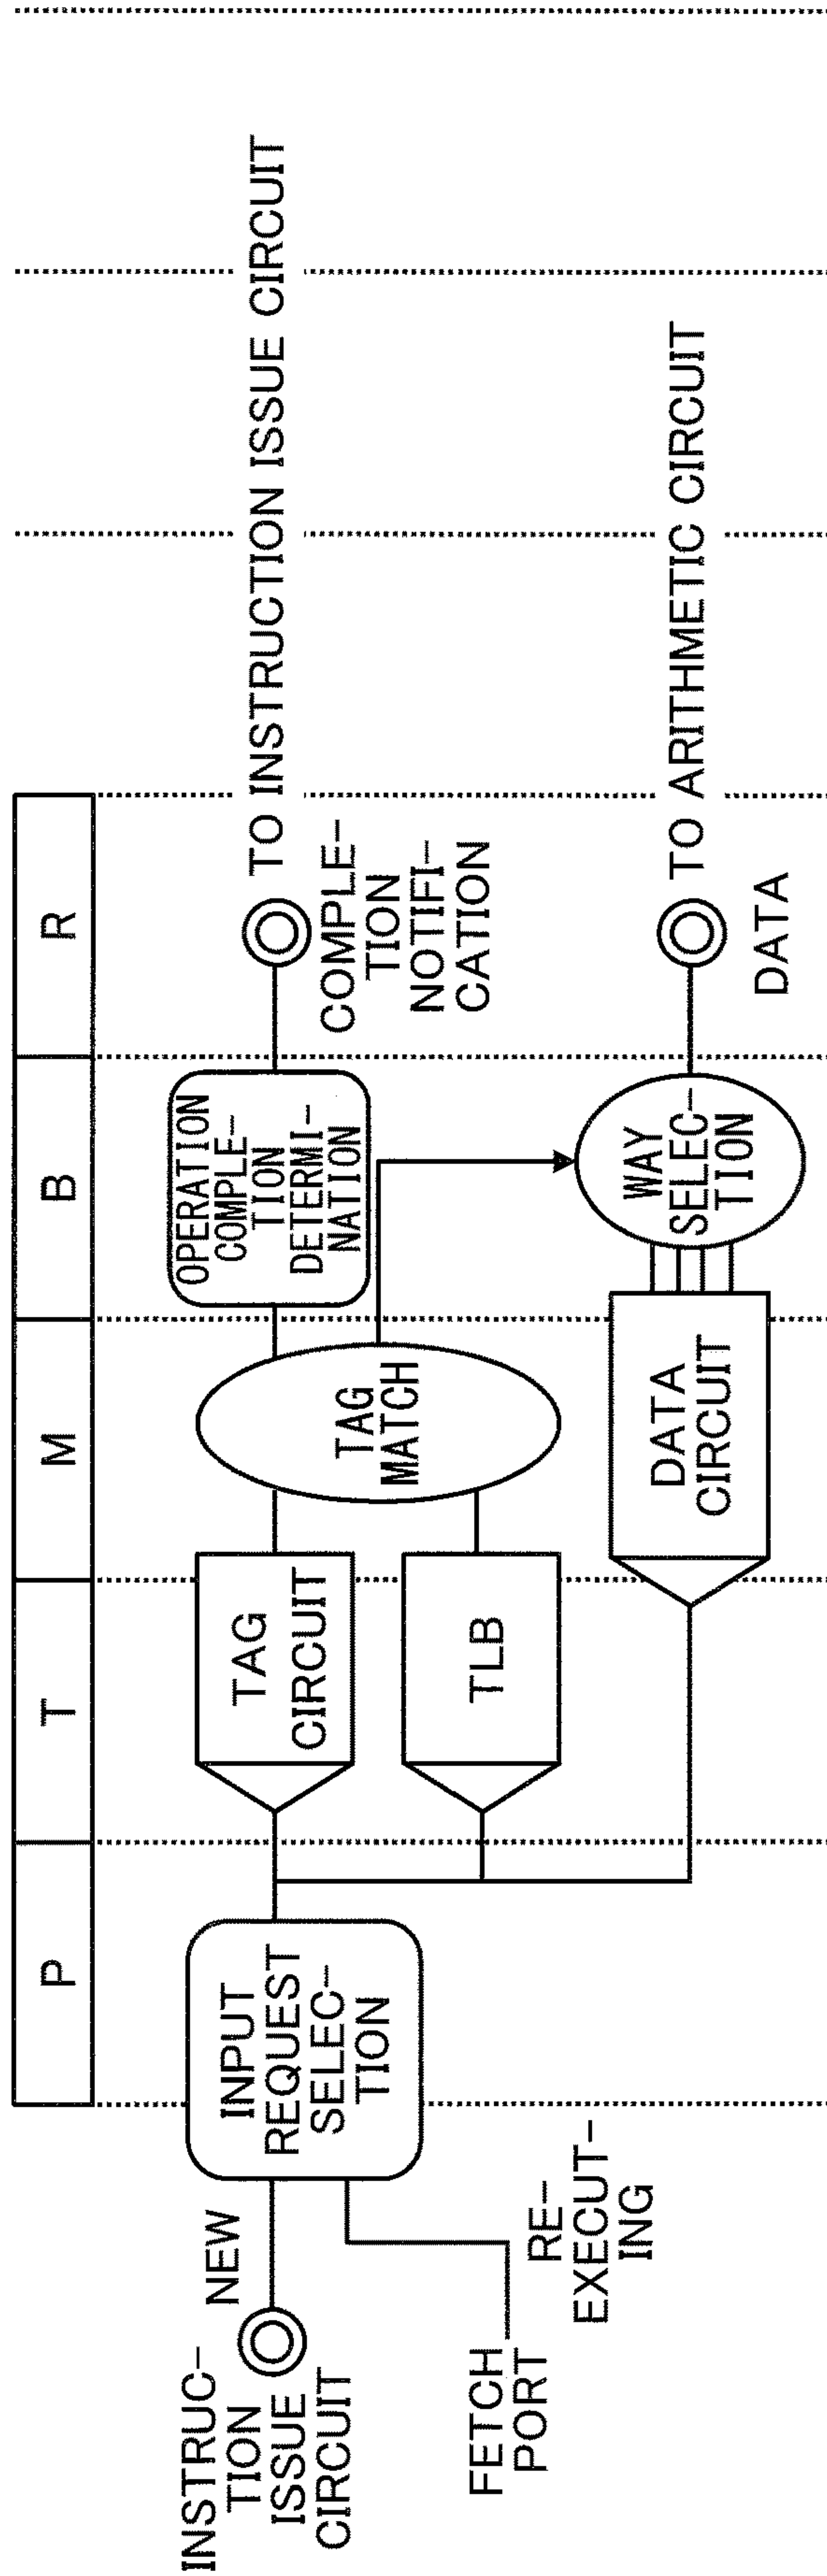 P
T
M
B
R
INSTRUC-
TION
ISSUE
CIRCUIT
NEW
FETCH
PORT
RE-
EXECUT-
ING
INPUT
REQUEST
SELEC-
TION
TAG
CIRCUIT
TLB
TAG
MATCH
DATA
CIRCUIT
OPERATION
COMPLE-
TION
DETERMI-
NATION
WAY
SELEC-
TION
TO INSTRUCTION ISSUE CIRCUIT
COMPLE-
TION
NOTIFI-
CATION
TO ARITHMETIC CIRCUIT
DATA